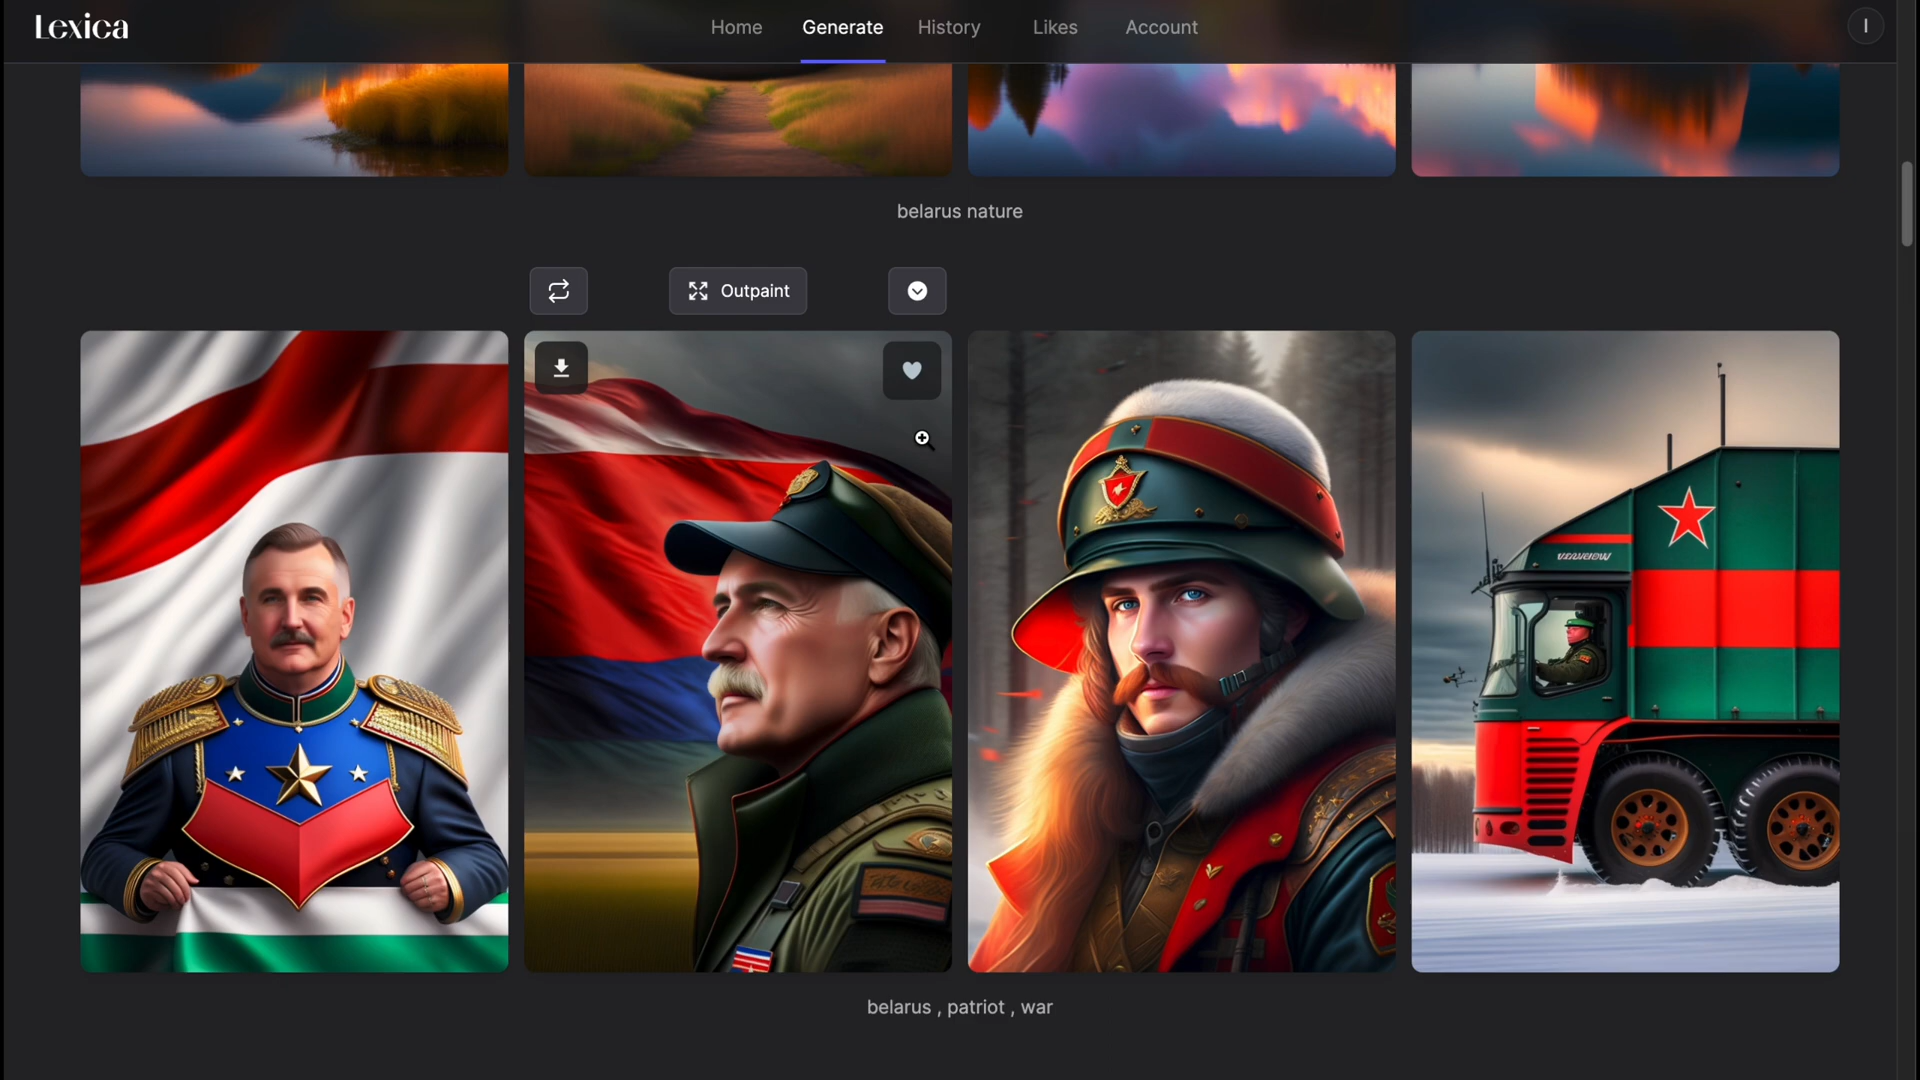 Lexica
Home
Generate
History
Likes
Account
I
belarus nature
Outpaint
belarus , patriot , war